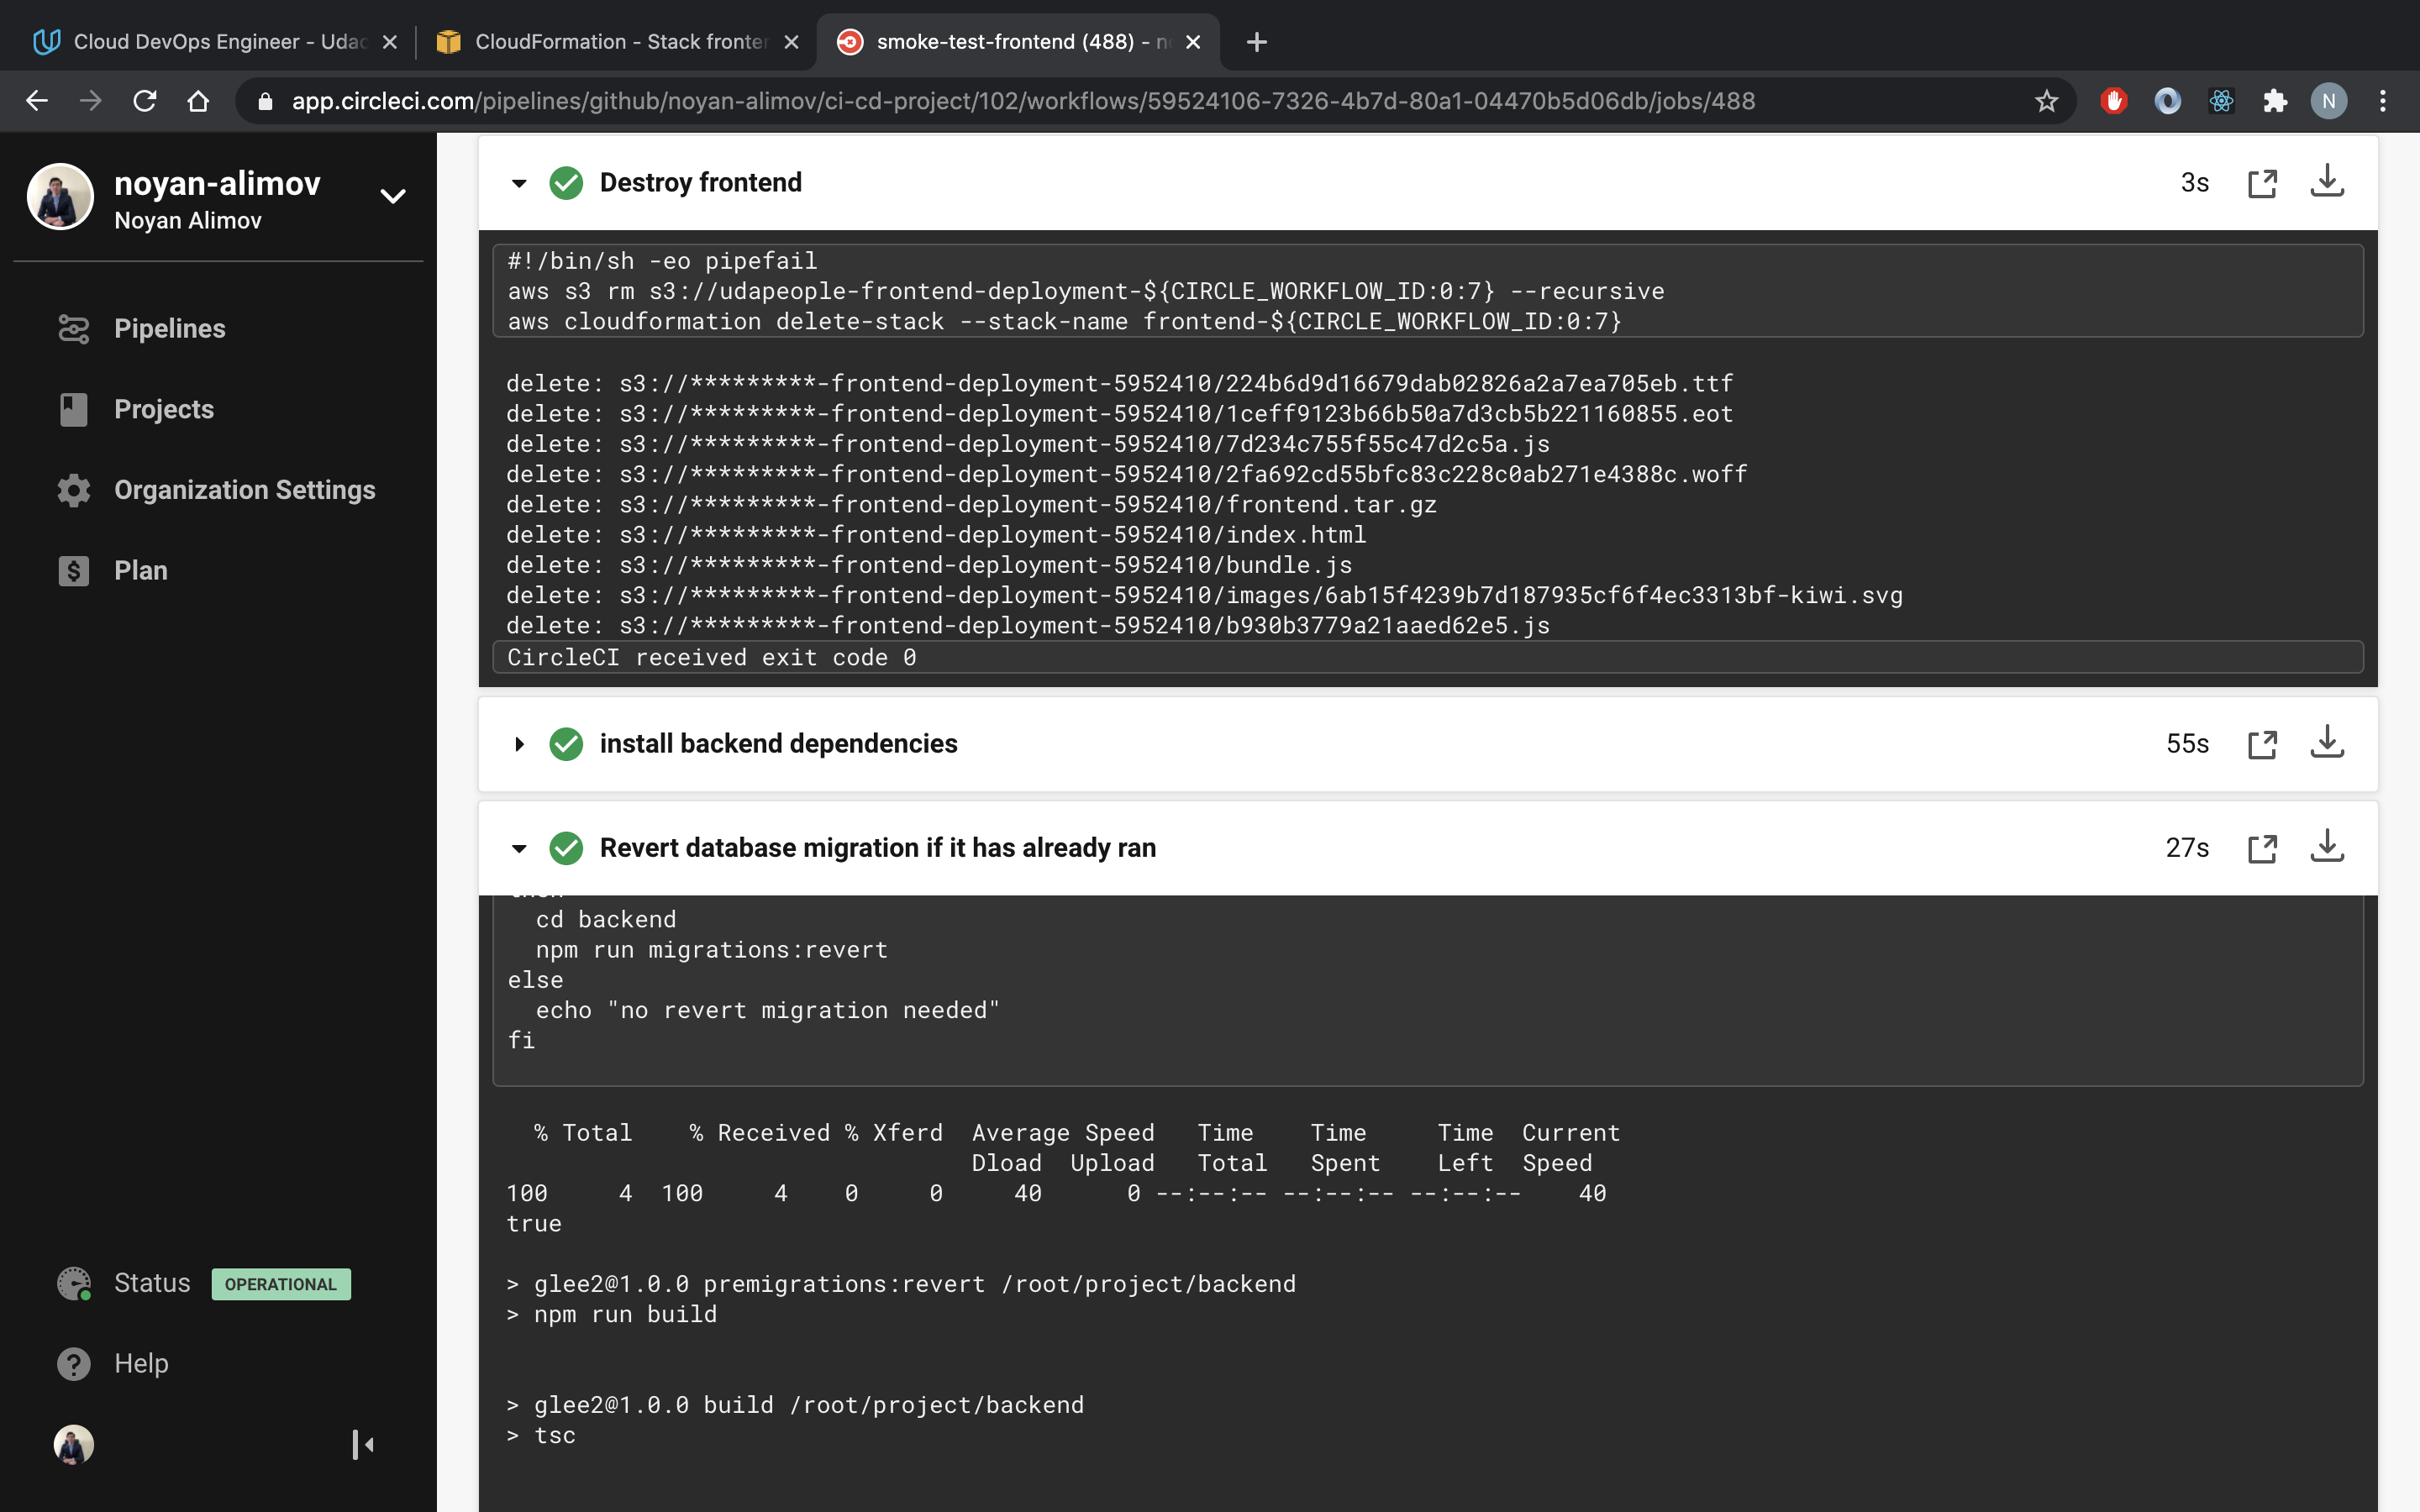 Cloud DevOps Engineer - Udac
CloudFormation - Stack fronten
smoke-test-frontend (488) - no
app.circleci.com/pipelines/github/noyan-alimov/ci-cd-project/102/workflows/59524106-7326-4b7d-80a1-04470b5d06db/jobs/488
N
noyan-alimov
Noyan Alimov
Pipelines
Projects
Organization Settings
Plan
Status OPERATIONAL
Help
Destroy frontend
3s
#!/bin/sh -eo pipefail
aws s3 rm s3://udapeople-frontend-deployment-${CIRCLE_WORKFLOW_ID:0:7} --recursive
aws cloudformation delete-stack --stack-name frontend-${CIRCLE_WORKFLOW_ID:0:7}
delete: s3://*********-frontend-deployment-5952410/224b6d9d16679dab02826a2a7ea705eb.ttf
delete: s3://*********-frontend-deployment-5952410/1ceff9123b66b50a7d3cb5b221160855.eot
delete: s3://*********-frontend-deployment-5952410/7d234c755f55c47d2c5a.js
delete: s3://*********-frontend-deployment-5952410/2fa692cd55bfc83c228c0ab271e4388c.woff
delete: s3://*********-frontend-deployment-5952410/frontend.tar.gz
delete: s3://*********-frontend-deployment-5952410/index.html
delete: s3://*********-frontend-deployment-5952410/bundle.js
delete: s3://*********-frontend-deployment-5952410/images/6ab15f4239b7d187935cf6f4ec3313bf-kiwi.svg
delete: s3://*********-frontend-deployment-5952410/b930b3779a21aaed62e5.js
CircleCI received exit code 0
install backend dependencies
55s
Revert database migration if it has already ran
27s
cd backend
npm run migrations:revert
else
echo "no revert migration needed"
fi
% Total % Received % Xferd Average Speed Time Time Time Current
Dload Upload Total Spent Left Speed
100 4 100 4 0 0 40 0 --:--:-- --:--:-- --:--:-- 40
true
> glee2@1.0.0 premigrations:revert /root/project/backend
> npm run build
> glee2@1.0.0 build /root/project/backend
> tsc